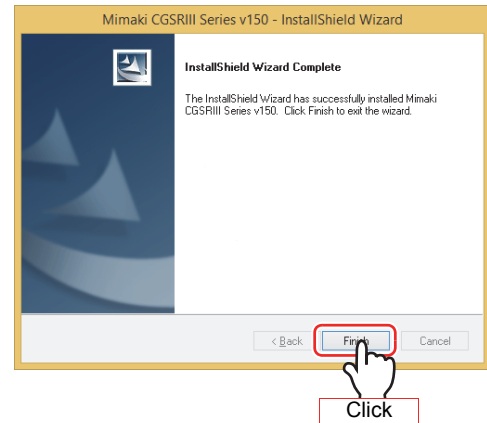 Mimaki CGSRIII Series v150 - InstallShield Wizard
InstallShield Wizard Complete
The InstallShield Wizard has successfully installed Mimaki
CGSRIII Series v150. Click Finish to exit the wizard.
< Back
Finish
Cancel
Click